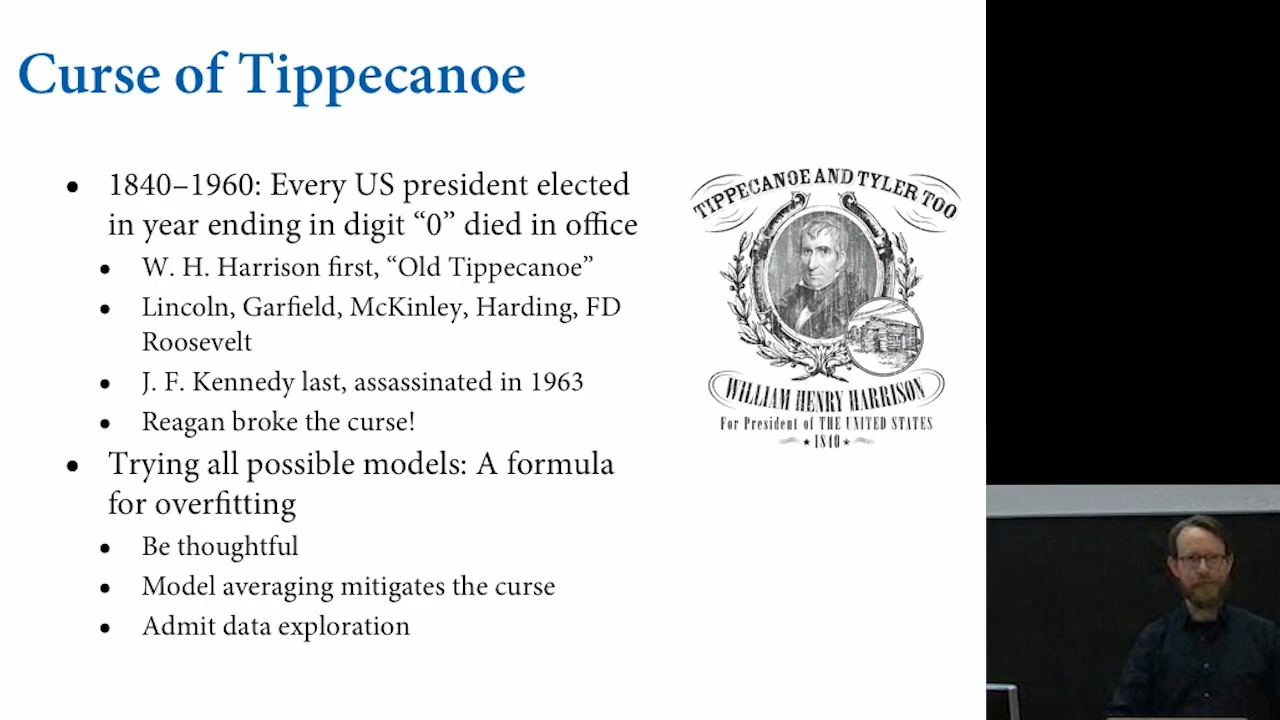 Curse of Tippecanoe
• 1840–1960: Every US president elected
in year ending in digit “0” died in office
• W. H. Harrison first, “Old Tippecanoe”
• Lincoln, Garfield, McKinley, Harding, FD
Roosevelt
• J. F. Kennedy last, assassinated in 1963
• Reagan broke the curse!
• Trying all possible models: A formula
for overfitting
• Be thoughtful
• Model averaging mitigates the curse
• Admit data exploration
TIPPECANOE AND TYLER TOO
WILLIAM HENRY HARRISON
For President of THE UNITED STATES
★ 1840 ★